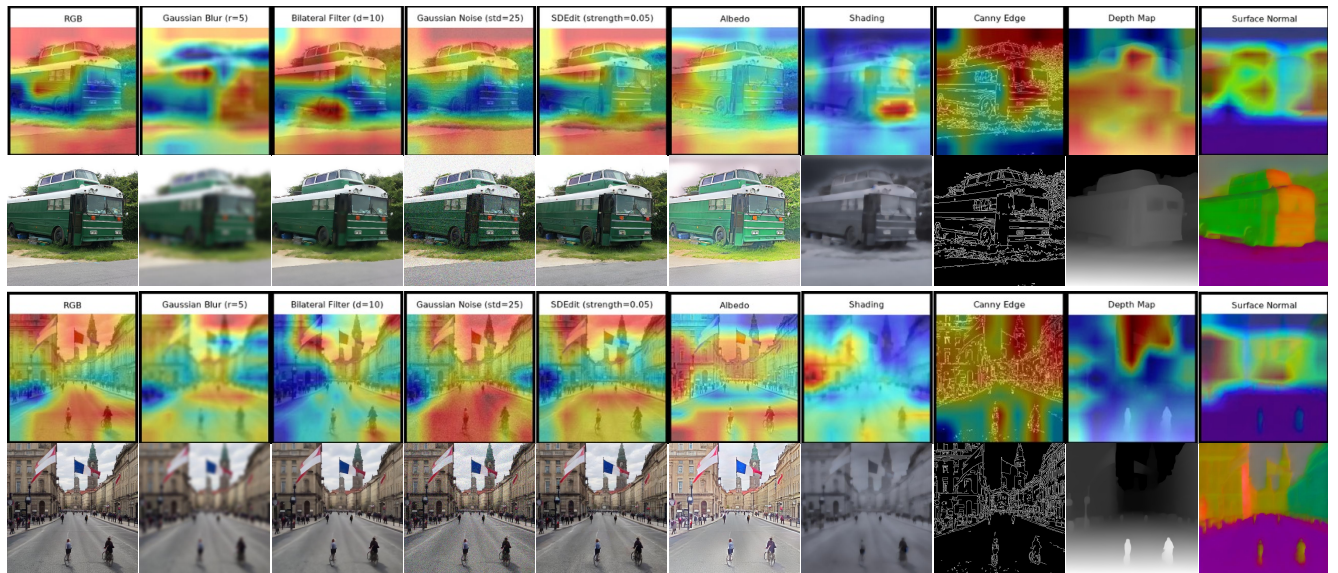 RGB
Gaussian Blur (r=5)
Bilateral Filter (d=10)
Gaussian Noise (std=25)
SDEdit (strength=0.05)
Albedo
Shading
Canny Edge
Depth Map
Surface Normal
RGB
Gaussian Blur (r=5)
Bilateral Filter (d=10)
Gaussian Noise (std=25)
SDEdit (strength=0.05)
Albedo
Shading
Canny Edge
Depth Map
Surface Normal